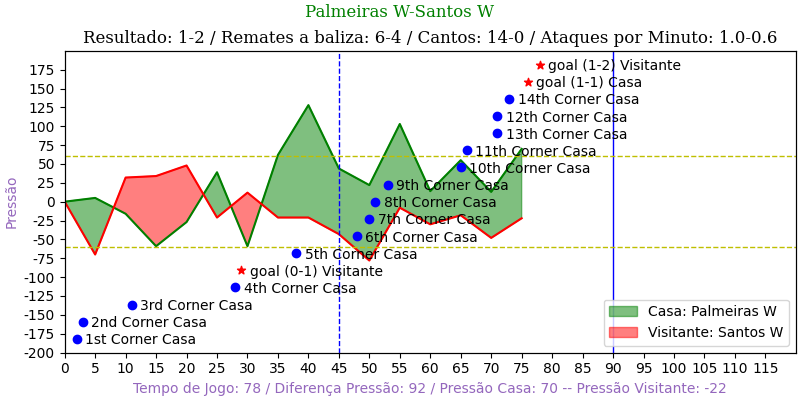 Palmeiras W-Santos W
Resultado: 1-2 / Remates a baliza: 6-4 / Cantos: 14-0 / Ataques por Minuto: 1.0-0.6
Pressão
175
150
125
100
75
50
25
0
-25
-50
-75
-100
-125
-150
-175
-200
goal (1-2) Visitante
goal (1-1) Casa
14th Corner Casa
12th Corner Casa
13th Corner Casa
11th Corner Casa
10th Corner Casa
9th Corner Casa
8th Corner Casa
7th Corner Casa
6th Corner Casa
5th Corner Casa
goal (0-1) Visitante
4th Corner Casa
3rd Corner Casa
2nd Corner Casa
1st Corner Casa
Casa: Palmeiras W
Visitante: Santos W
0 5 10 15 20 25 30 35 40 45 50 55 60 65 70 75 80 85 90 95 100 105 110 115
Tempo de Jogo: 78 / Diferença Pressão: 92 / Pressão Casa: 70 -- Pressão Visitante: -22